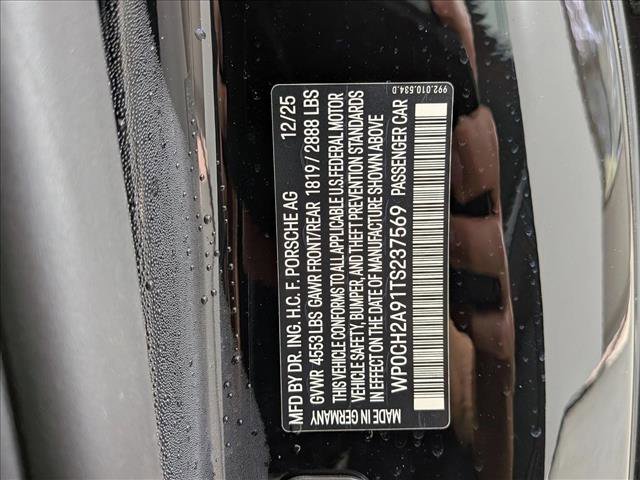 MFD BY DR. ING. H.C. F. PORSCHE AG 12/25
GVWR 4553 LBS GAWR FRONT/REAR 1819/2888 LBS
THIS VEHICLE CONFORMS TO ALL APPLICABLE U.S. FEDERAL MOTOR
VEHICLE SAFETY, BUMPER, AND THEFT PREVENTION STANDARDS
IN EFFECT ON THE DATE OF MANUFACTURE SHOWN ABOVE
WP0CH2A91TS237569 PASSENGER CAR
MADE IN GERMANY 992.010.534.D